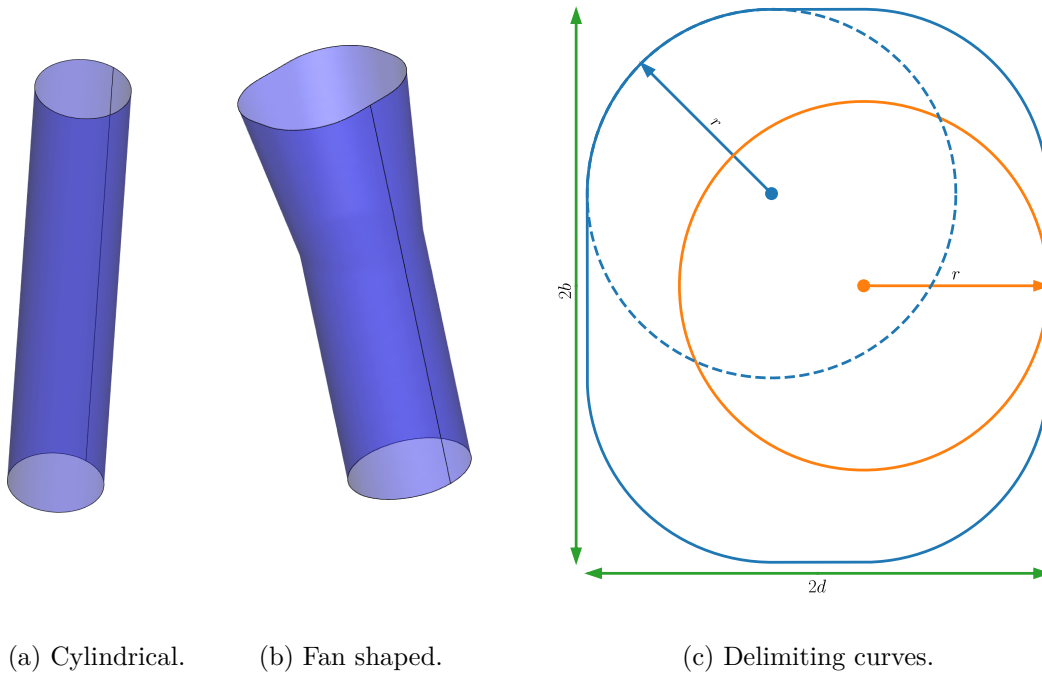 r
r
2b
2d
(a) Cylindrical.
(b) Fan shaped.
(c) Delimiting curves.